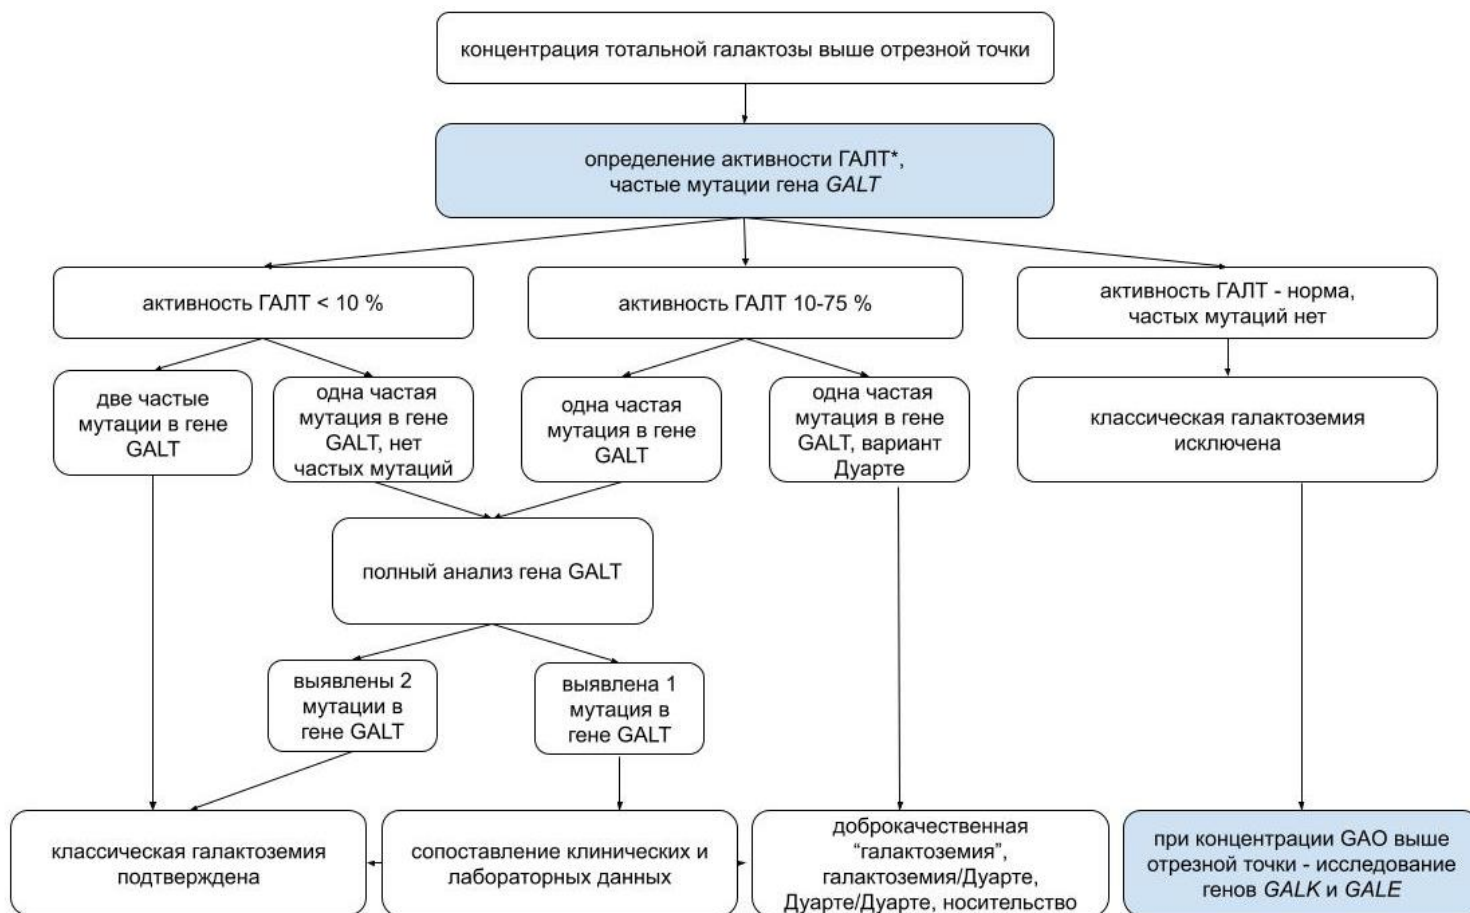 концентрация тотальной галактозы выше отрезной точки
определение активности ГАЛТ*,
частые мутации гена GALT
активность ГАЛТ < 10 %
активность ГАЛТ 10-75 %
активность ГАЛТ - норма,
частых мутаций нет
две частые
мутации в гене
GALT
одна частая
мутация в гене
GALT, нет
частых мутаций
одна частая
мутация в гене
GALT
одна частая
мутация в гене
GALT, вариант
Дуарте
классическая галактоземия
исключена
полный анализ гена GALT
выявлены 2
мутации в
гене GALT
выявлена 1
мутация в
гене GALT
классическая галактоземия
подтверждена
сопоставление клинических и
лабораторных данных
доброкачественная
“галактоземия”,
галактоземия/Дуарте,
Дуарте/Дуарте, носительство
при концентрации GAO выше
отрезной точки - исследование
генов GALK и GALE